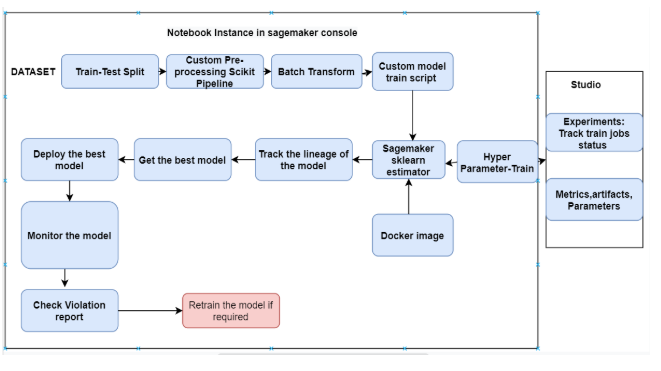 Notebook Instance in sagemaker console
DATASET
Train-Test Split
Custom Pre-
processing Scikit
Pipeline
Batch Transform
Custom model
train script
Studio
Experiments:
Track train jobs
status
Metrics,artifacts,
Parameters
Deploy the best
model
Get the best model
Track the lineage of
the model
Sagemaker
sklearn
estimator
Hyper
Parameter-Train
Docker image
Monitor the model
Check Violation
report
Retrain the model if
required